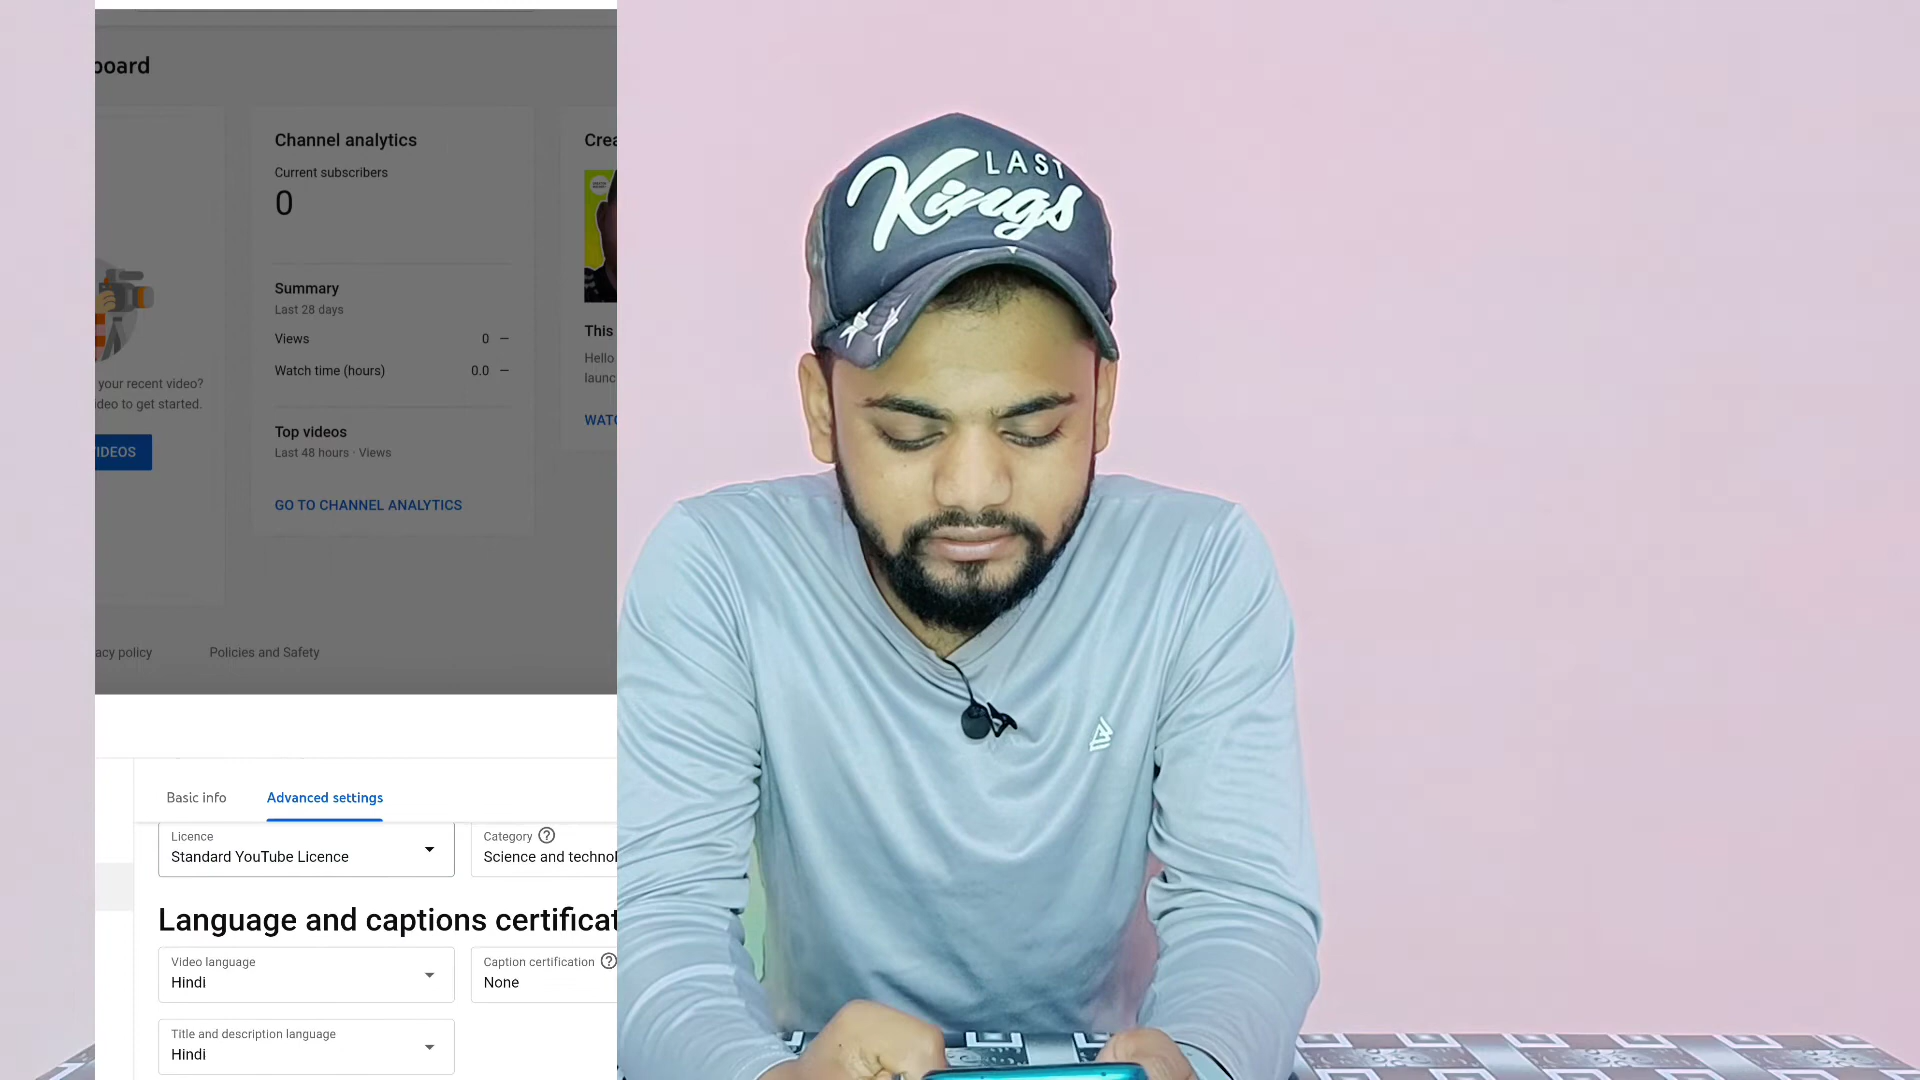 board
Channel analytics
Current subscribers
0
Summary
Last 28 days
Views 0 —
Watch time (hours) 0.0 —
Top videos
Last 48 hours · Views
GO TO CHANNEL ANALYTICS
your recent video?
ideo to get started.
VIDEOS
Crea
This
Hello
launc
WATC
acy policy
Policies and Safety
Basic info
Advanced settings
Licence
Standard YouTube Licence
Category
Science and technol
Language and captions certificat
Video language
Hindi
Caption certification
None
Title and description language
Hindi
LAST
Kings